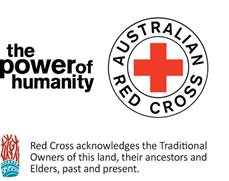 the
power of
humanity
AUSTRALIAN
RED CROSS
Red Cross acknowledges the Traditional
Owners of this land, their ancestors and
Elders, past and present.